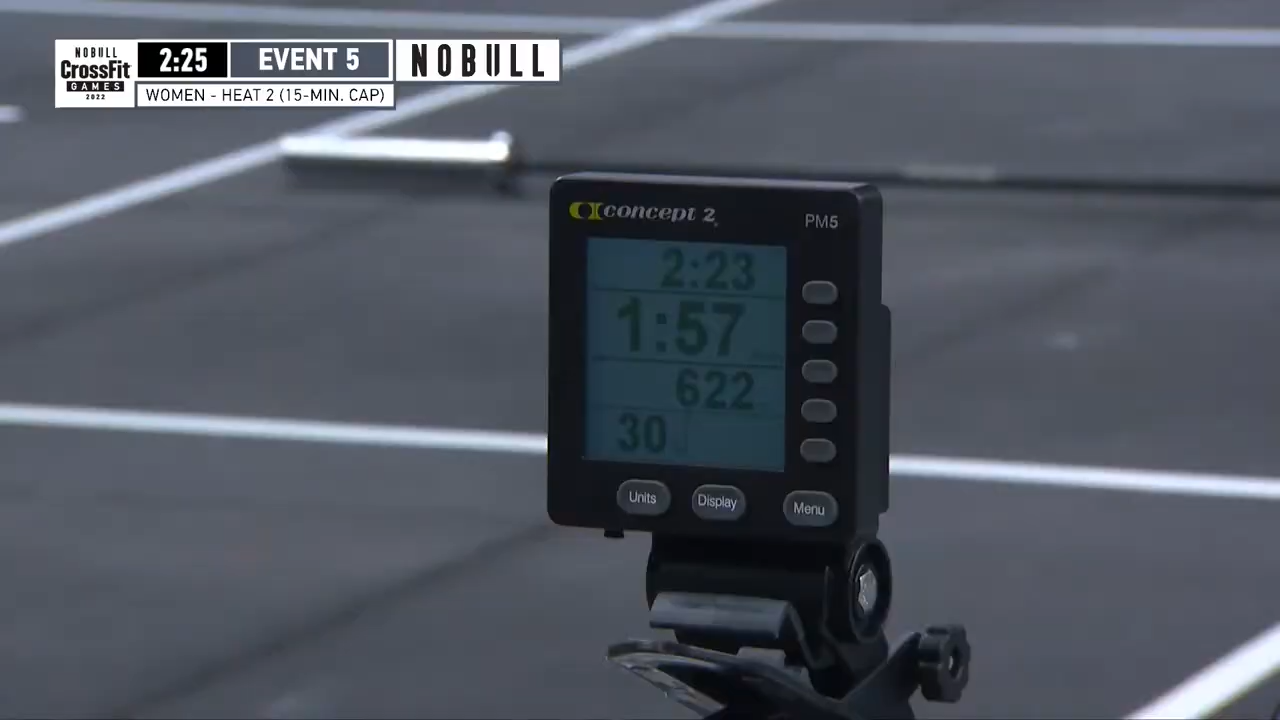 NOBULL
CrossFit
GAMES
2022
2:25
EVENT 5
NOBULL
WOMEN - HEAT 2 (15-MIN. CAP)
concept 2
PM5
2:23
1:57
622
30
Units
Display
Menu